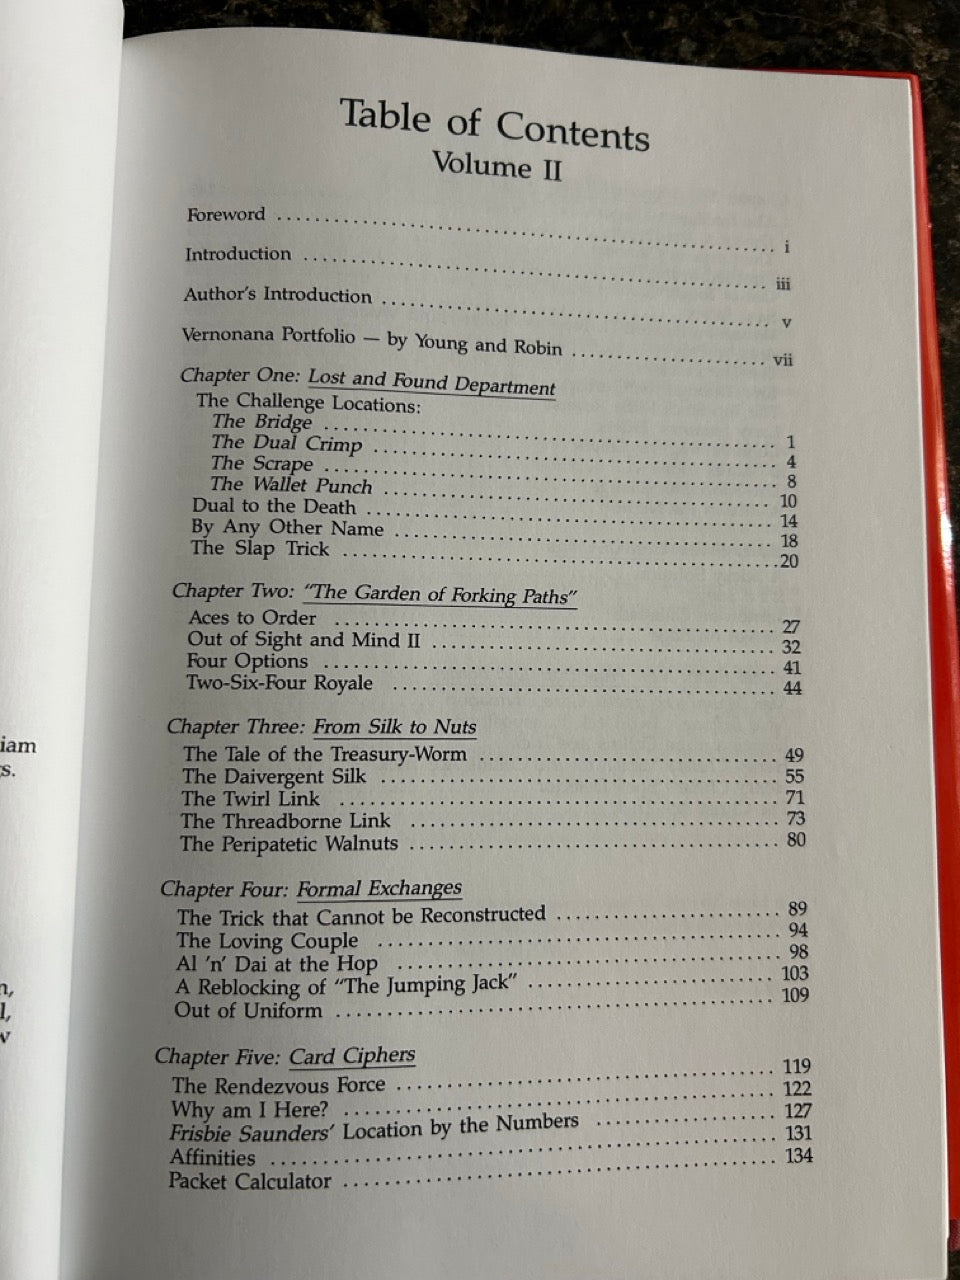 Table of Contents
Volume II
Foreword ........ i
Introduction ........ iii
Author's Introduction ........ v
Vernonana Portfolio — by Young and Robin ........ vii
Chapter One: Lost and Found Department
The Challenge Locations:
The Bridge ........ 1
The Dual Crimp ........ 4
The Scrape ........ 8
The Wallet Punch ........ 10
Dual to the Death ........ 14
By Any Other Name ........ 18
The Slap Trick ........ 20
Chapter Two: "The Garden of Forking Paths"
Aces to Order ........ 27
Out of Sight and Mind II ........ 32
Four Options ........ 41
Two-Six-Four Royale ........ 44
Chapter Three: From Silk to Nuts
The Tale of the Treasury-Worm ........ 49
The Daivergent Silk ........ 55
The Twirl Link ........ 71
The Threadborne Link ........ 73
The Peripatetic Walnuts ........ 80
Chapter Four: Formal Exchanges
The Trick that Cannot be Reconstructed ........ 89
The Loving Couple ........ 94
Al 'n' Dai at the Hop ........ 98
A Reblocking of "The Jumping Jack" ........ 103
Out of Uniform ........ 109
Chapter Five: Card Ciphers
The Rendezvous Force ........ 119
Why am I Here? ........ 122
Frisbie Saunders' Location by the Numbers ........ 127
Affinities ........ 131
Packet Calculator ........ 134